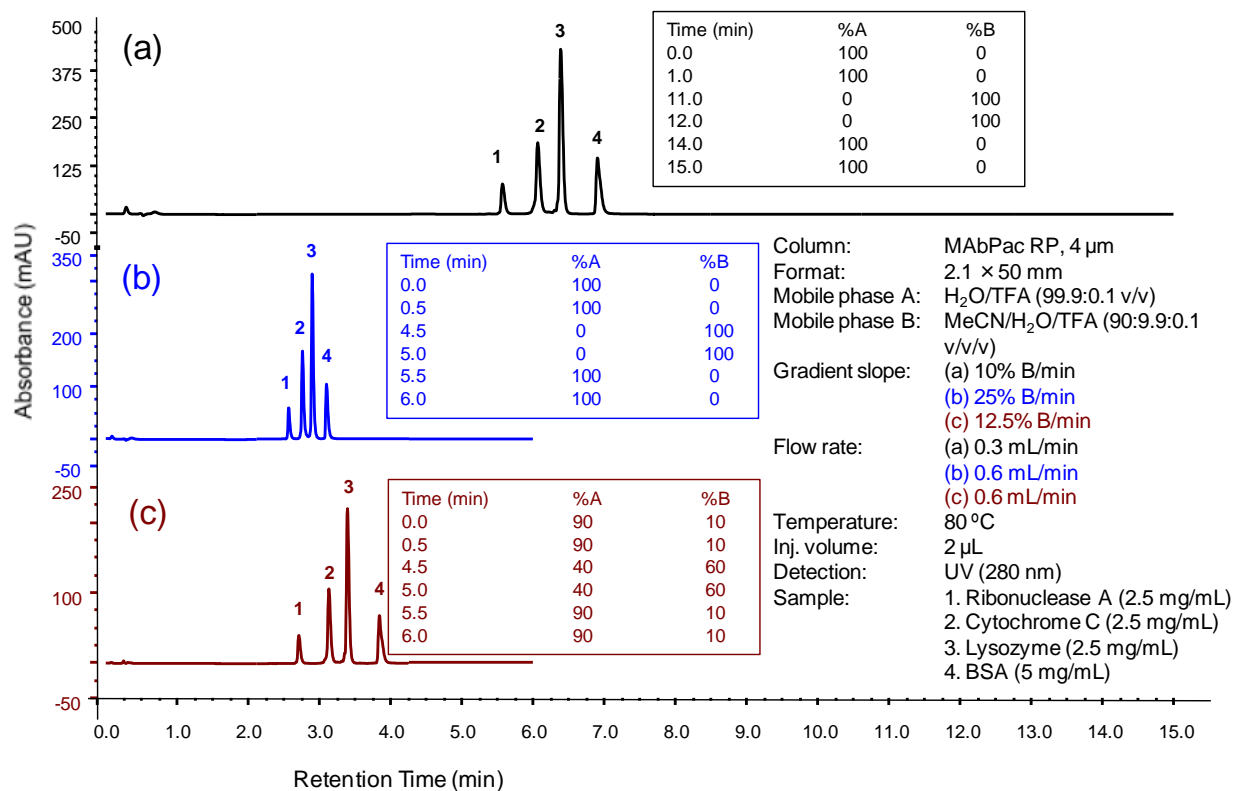 Absorbance (mAU)
500
375
250
125
-50
(a)
1
2
3
4
Time (min) %A %B
0.0 100 0
1.0 100 0
11.0 0 100
12.0 0 100
14.0 100 0
15.0 100 0
350
200
100
-50
(b)
1
2
3
4
Time (min) %A %B
0.0 100 0
0.5 100 0
4.5 0 100
5.0 0 100
5.5 100 0
6.0 100 0
250
100
-50
(c)
1
2
3
4
Time (min) %A %B
0.0 90 10
0.5 90 10
4.5 40 60
5.0 40 60
5.5 90 10
6.0 90 10
Column: MAbPac RP, 4 µm
Format: 2.1 × 50 mm
Mobile phase A: H₂O/TFA (99.9:0.1 v/v)
Mobile phase B: MeCN/H₂O/TFA (90:9.9:0.1
v/v/v)
Gradient slope: (a) 10% B/min
(b) 25% B/min
(c) 12.5% B/min
Flow rate: (a) 0.3 mL/min
(b) 0.6 mL/min
(c) 0.6 mL/min
Temperature: 80 ºC
Inj. volume: 2 µL
Detection: UV (280 nm)
Sample: 1. Ribonuclease A (2.5 mg/mL)
2. Cytochrome C (2.5 mg/mL)
3. Lysozyme (2.5 mg/mL)
4. BSA (5 mg/mL)
0.0 1.0 2.0 3.0 4.0 5.0 6.0 7.0 8.0 9.0 10.0 11.0 12.0 13.0 14.0 15.0
Retention Time (min)